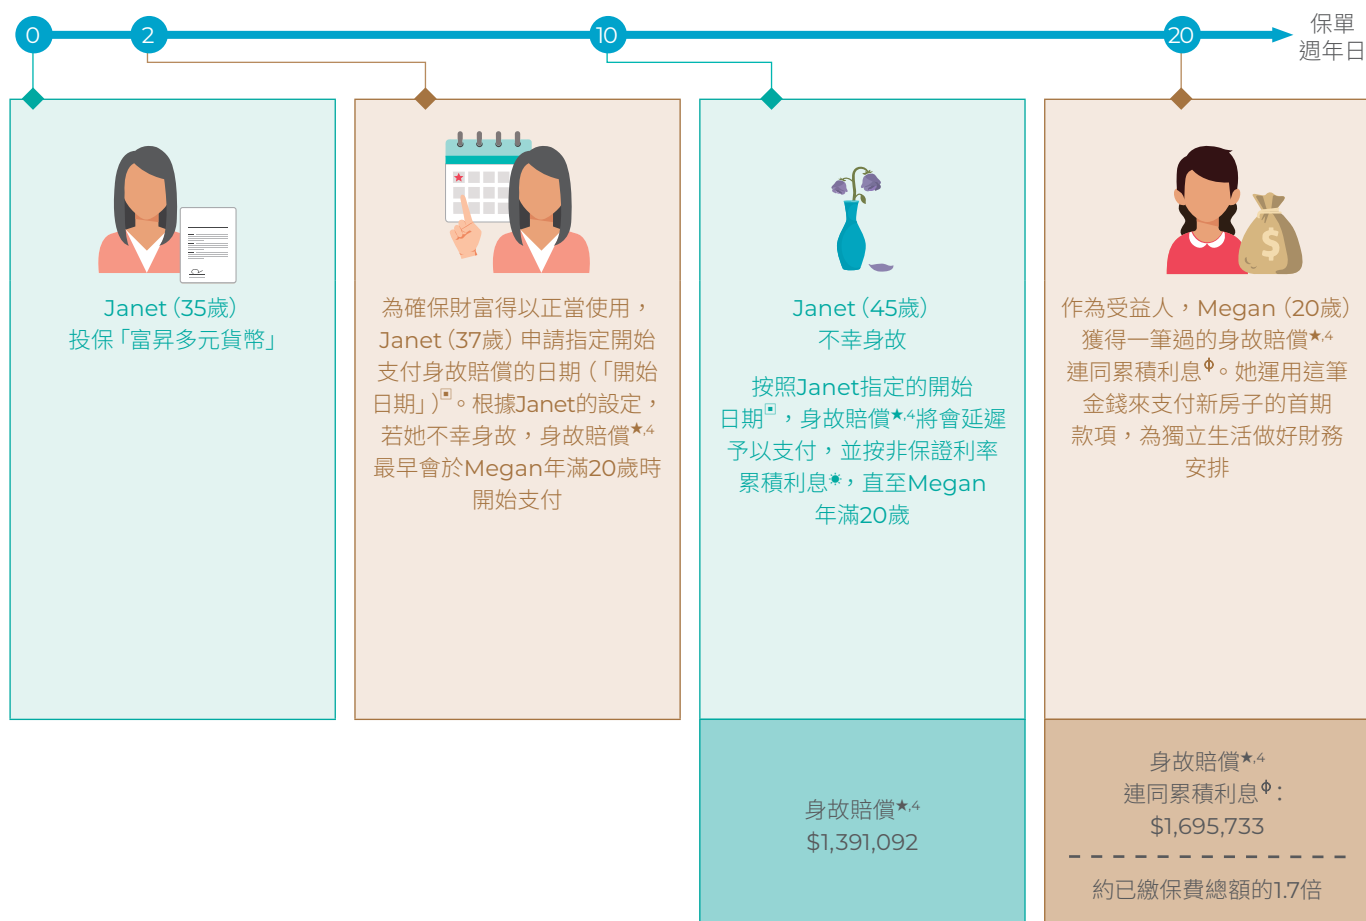 0
2
10
20
保單
週年日
Janet（35歲）
投保「富昇多元貨幣」
為確保財富得以正當使用，
Janet（37歲）申請指定開始
支付身故賠償的日期（「開始
日期」）▣。根據Janet的設定，
若她不幸身故，身故賠償★,4
最早會於Megan年滿20歲時
開始支付
Janet（45歲）
不幸身故
按照Janet指定的開始
日期▣，身故賠償★,4將會延遲
予以支付，並按非保證利率
累積利息☀，直至Megan
年滿20歲
身故賠償★,4
$1,391,092
$
作為受益人，Megan（20歲）
獲得一筆過的身故賠償★,4
連同累積利息ϕ。她運用這筆
金錢來支付新房子的首期
款項，為獨立生活做好財務
安排
身故賠償★,4
連同累積利息ϕ：
$1,695,733
約已繳保費總額的1.7倍